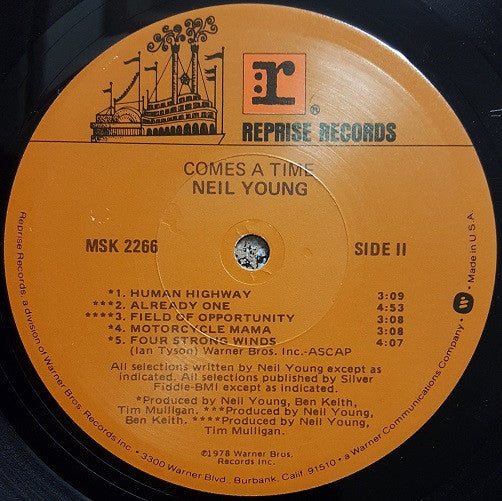 r ®
REPRISE RECORDS
COMES A TIME
NEIL YOUNG
MSK 2266
SIDE II
*1. HUMAN HIGHWAY 3:09
***2. ALREADY ONE 4:53
****3. FIELD OF OPPORTUNITY 3:08
*4. MOTORCYCLE MAMA 3:08
*5. FOUR STRONG WINDS 4:07
(Ian Tyson) Warner Bros. Inc.-ASCAP
All selections written by Neil Young except as
indicated. All selections published by Silver
Fiddle-BMI except as indicated.
*Produced by Neil Young, Ben Keith,
Tim Mulligan. ***Produced by Neil Young,
Ben Keith. ****Produced by Neil Young,
Tim Mulligan.
©1978 Warner Bros.
Records Inc.
Reprise Records, a division of Warner Bros. Records Inc. • 3300 Warner Blvd., Burbank, Calif. 91510 • a Warner Communications Company • Made in U.S.A.